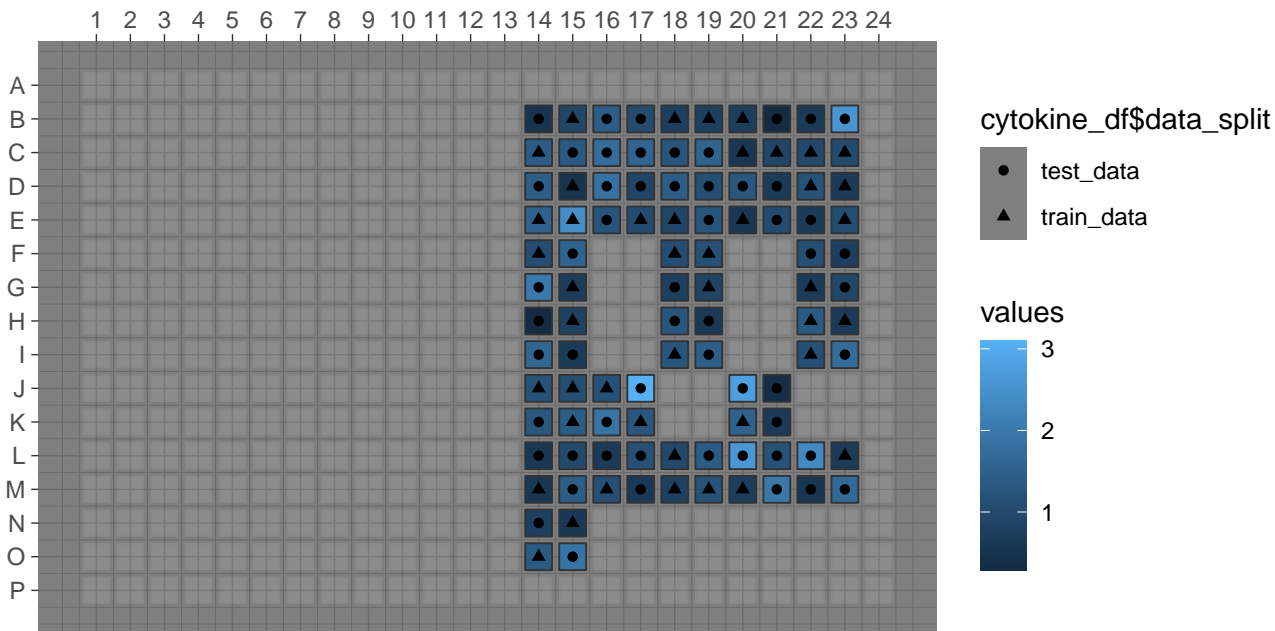 1 2 3 4 5 6 7 8 9 10 11 12 13 14 15 16 17 18 19 20 21 22 23 24
A
B
C
D
E
F
G
H
I
J
K
L
M
N
O
P
cytokine_df$data_split
test_data
train_data
values
3
2
1